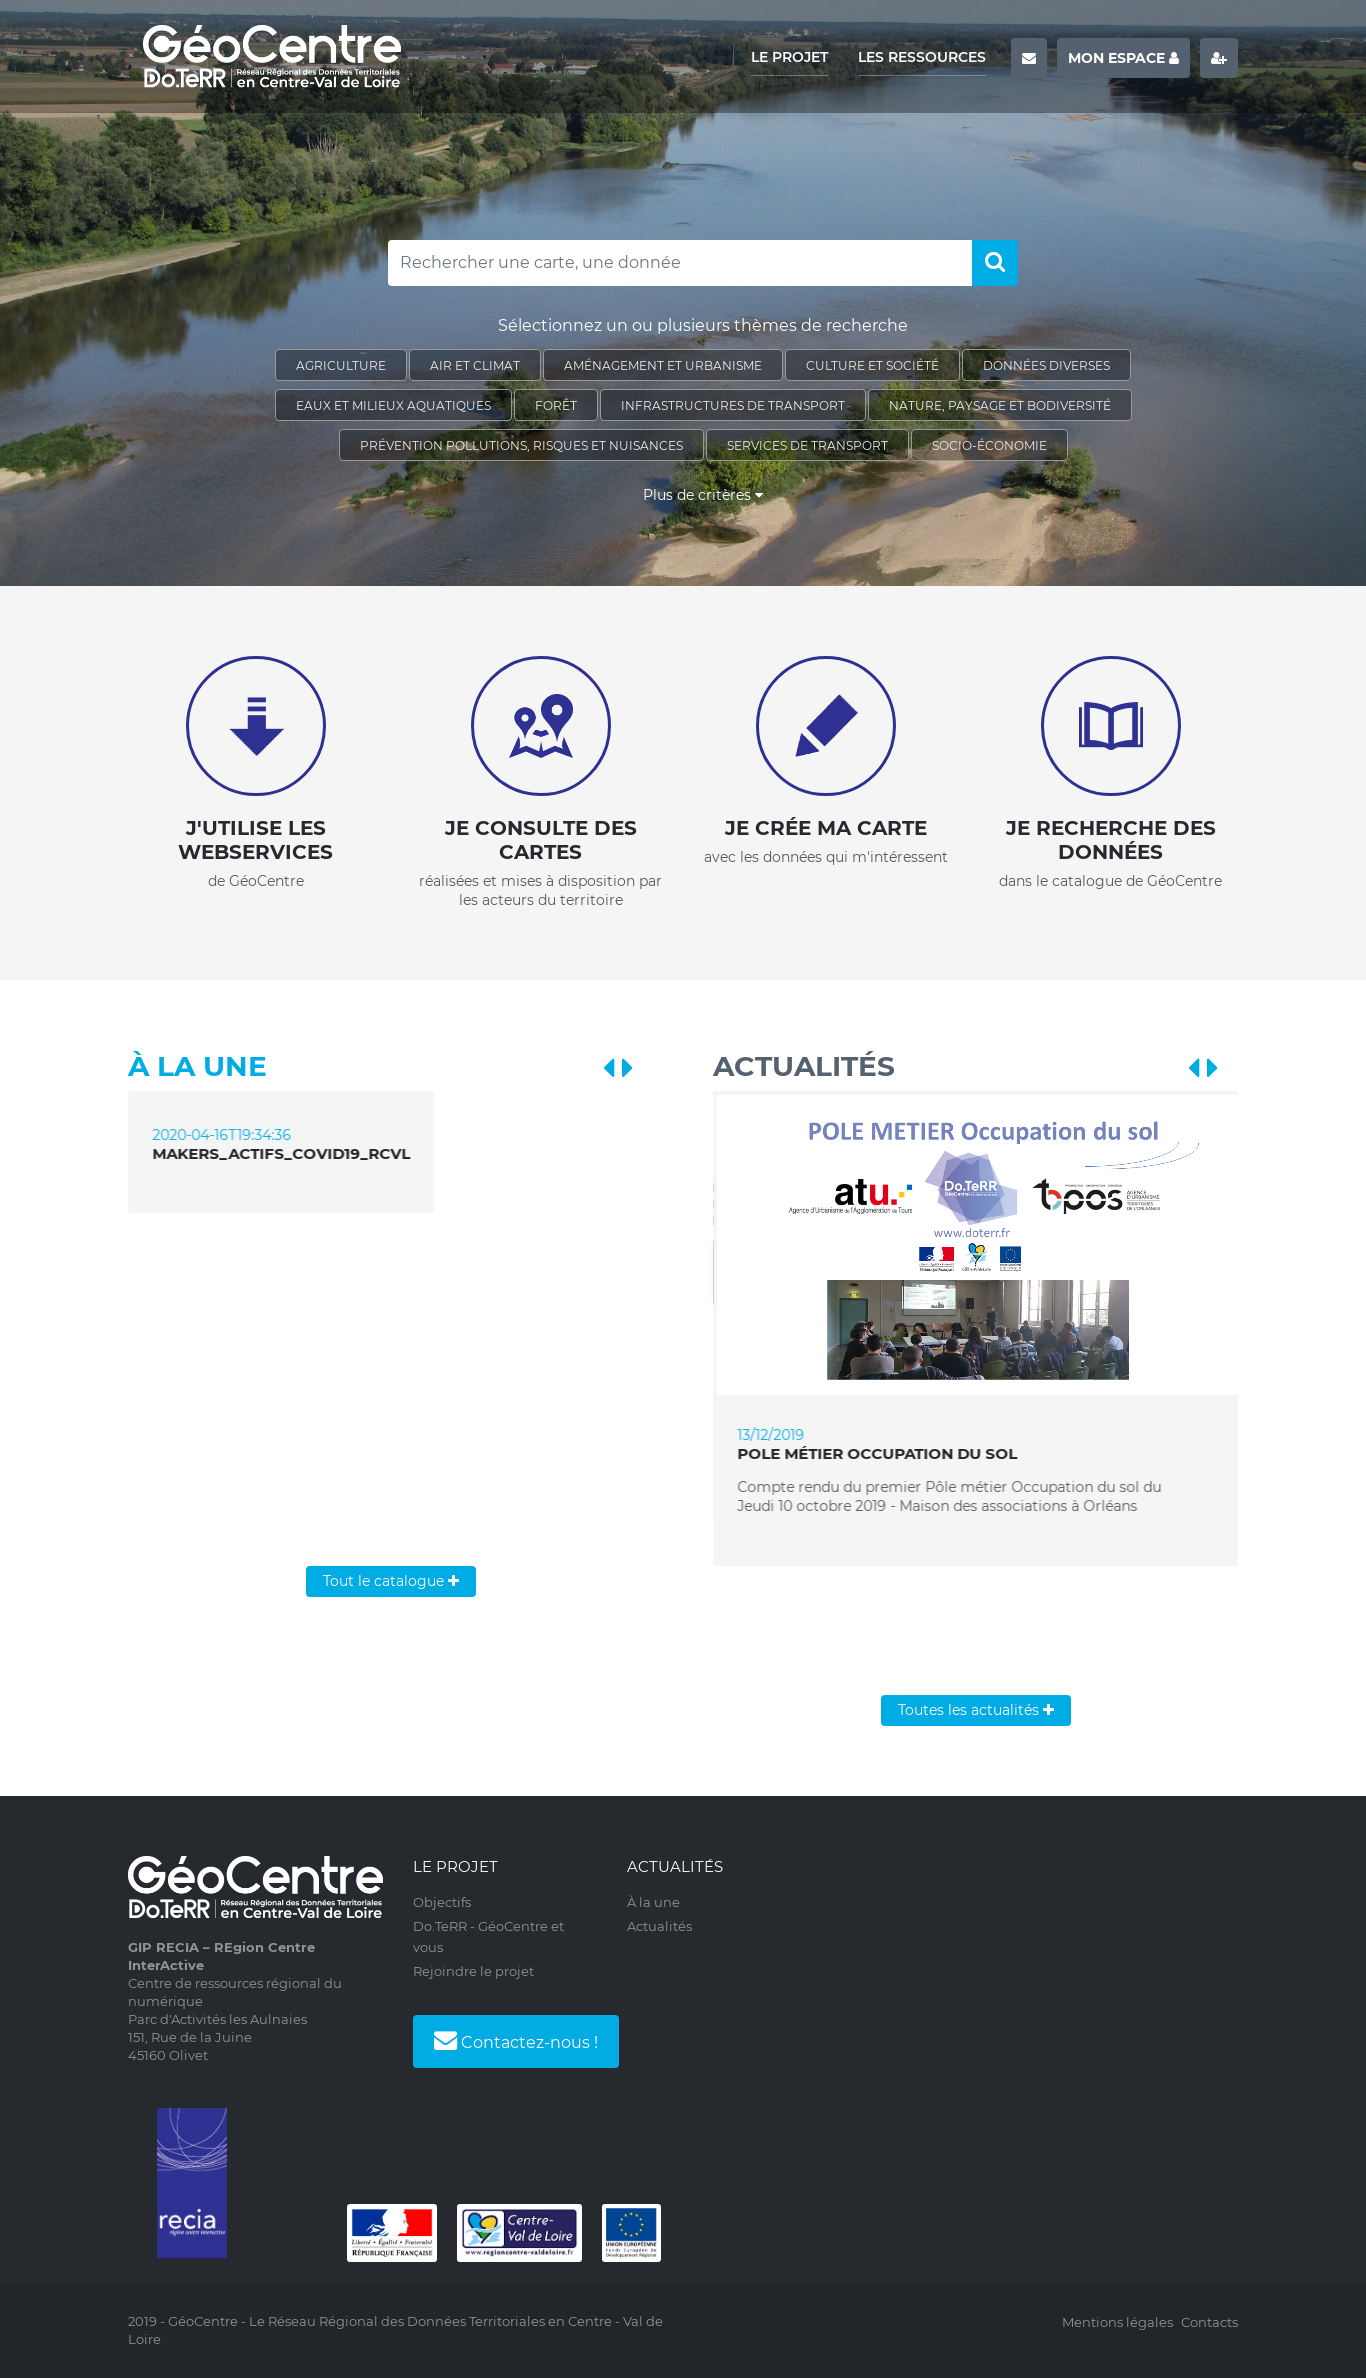 GéoCentre
Do.TeRR Réseau Régional des Données Territoriales
en Centre-Val de Loire
LE PROJET
LES RESSOURCES
MON ESPACE
Rechercher une carte, une donnée
Sélectionnez un ou plusieurs thèmes de recherche
AGRICULTURE
AIR ET CLIMAT
AMÉNAGEMENT ET URBANISME
CULTURE ET SOCIÉTÉ
DONNÉES DIVERSES
EAUX ET MILIEUX AQUATIQUES
FORÊT
INFRASTRUCTURES DE TRANSPORT
NATURE, PAYSAGE ET BODIVERSITÉ
PRÉVENTION POLLUTIONS, RISQUES ET NUISANCES
SERVICES DE TRANSPORT
SOCIO-ÉCONOMIE
Plus de critères
J'UTILISE LES
WEBSERVICES
de GéoCentre
JE CONSULTE DES
CARTES
réalisées et mises à disposition par
les acteurs du territoire
JE CRÉE MA CARTE
avec les données qui m'intéressent
JE RECHERCHE DES
DONNÉES
dans le catalogue de GéoCentre
À LA UNE
2020-04-16T19:34:36
MAKERS_ACTIFS_COVID19_RCVL
Tout le catalogue
ACTUALITÉS
POLE METIER Occupation du sol
atu.
Agence d'Urbanisme de l'Agglomération de Tours
Do.TeRR
www.doterr.fr
topos
AGENCE
D'URBANISME
TERRITOIRES
DE L'ORLÉANAIS
13/12/2019
POLE MÉTIER OCCUPATION DU SOL
Compte rendu du premier Pôle métier Occupation du sol du
Jeudi 10 octobre 2019 - Maison des associations à Orléans
Toutes les actualités
GéoCentre
Do.TeRR Réseau Régional des Données Territoriales
en Centre-Val de Loire
GIP RECIA – REgion Centre
InterActive
Centre de ressources régional du
numérique
Parc d'Activités les Aulnaies
151, Rue de la Juine
45160 Olivet
LE PROJET
Objectifs
Do.TeRR - GéoCentre et
vous
Rejoindre le projet
ACTUALITÉS
À la une
Actualités
Contactez-nous !
recia
région centre interactive
Liberté • Égalité • Fraternité
RÉPUBLIQUE FRANÇAISE
Centre-
Val de Loire
www.regioncentre-valdeloire.fr
UNION EUROPÉENNE
Fonds Européen de
Développement Régional
2019 - GéoCentre - Le Réseau Régional des Données Territoriales en Centre - Val de
Loire
Mentions légales
Contacts